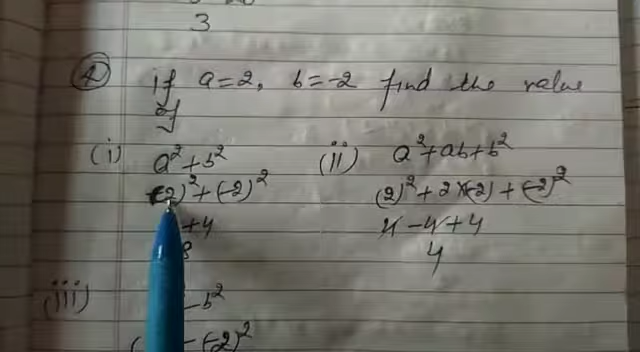 3
4 if a=2, b=-2 find the value
of
(i) a²+b² (ii) a²+ab+b²
(2)²+(-2)² (2)²+2×(-2)+(-2)²
+4 4-4+4
8 4
(iii) -b²
-(-2)²